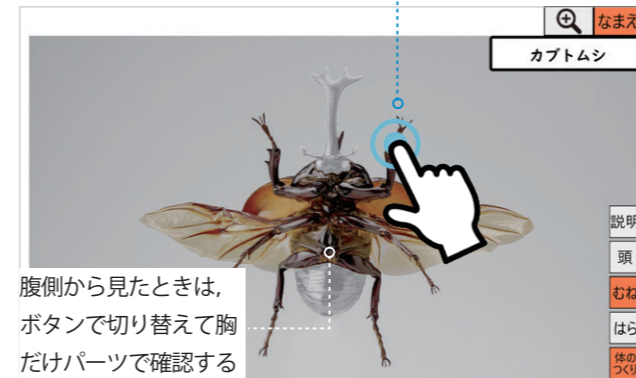 なまえ
カブトムシ
説明
頭
むね
はら
体の
つくり
腹側から見たときは,
ボタンで切り替えて胸
だけパーツで確認する